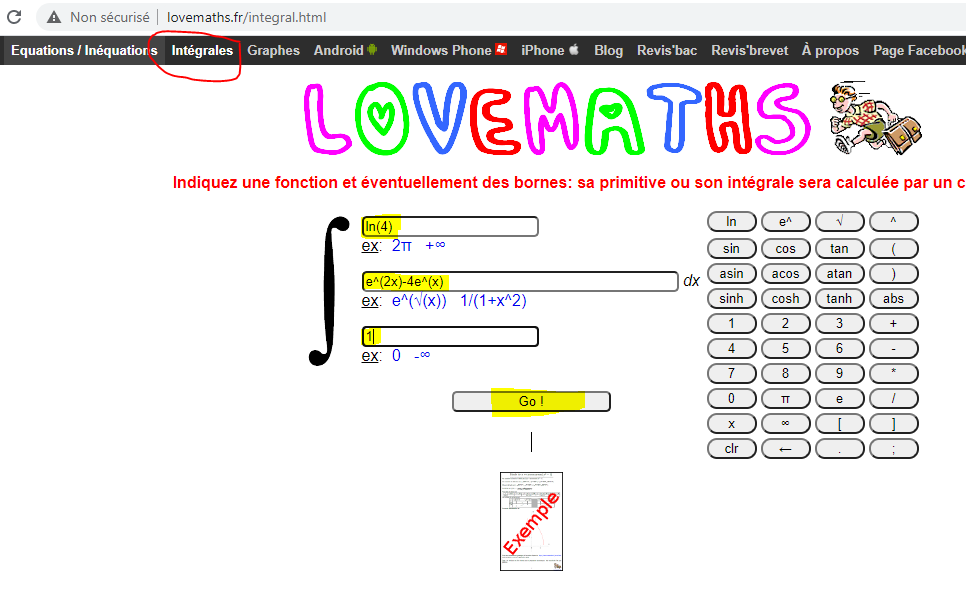 Non sécurisé | lovemaths.fr/integral.html
Equations / Inéquations Intégrales Graphes Android Windows Phone iPhone Blog Revis'bac Revis'brevet À propos Page Facebook
LOVEMATHS
Indiquez une fonction et éventuellement des bornes: sa primitive ou son intégrale sera calculée par un c
ln(4)
ex: 2π +∞
e^(2x)-4e^(x) dx
ex: e^(√(x)) 1/(1+x^2)
1
ex: 0 -∞
Go !
ln e^ √ ^
sin cos tan (
asin acos atan )
sinh cosh tanh abs
1 2 3 +
4 5 6 -
7 8 9 *
0 π e /
x ∞ [ ]
clr ← . ;
Exemple